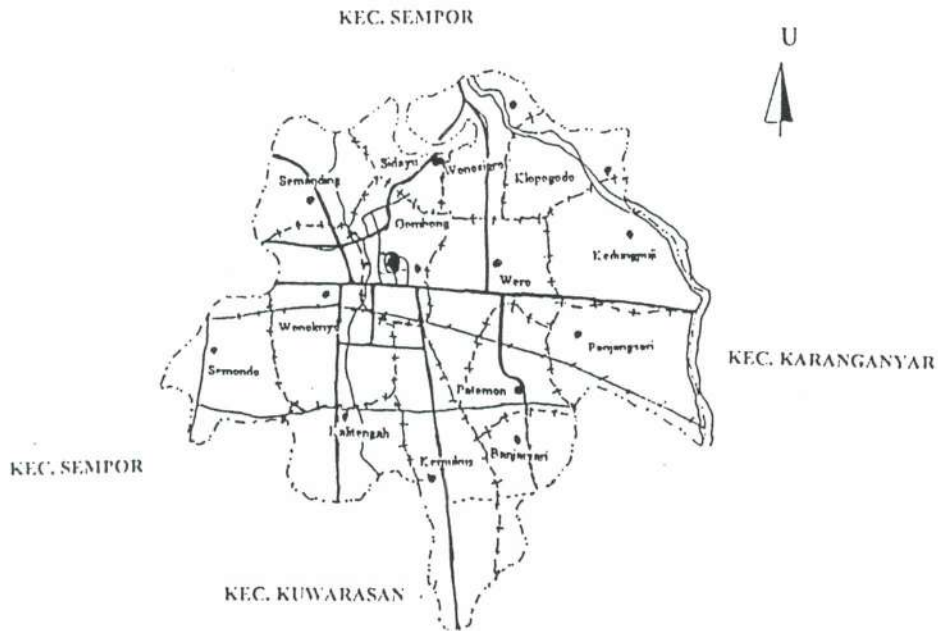 KEC. SEMPOR
U
Sidayu
Wonosigro
Klopogodo
Semanding
Gombong
Kedungpuji
Wero
Wonokriyo
Panjangsari
KEC. KARANGANYAR
Semondo
Patemon
Kalitengah
Banjarsari
KEC. SEMPOR
Kemukus
KEC. KUWARASAN